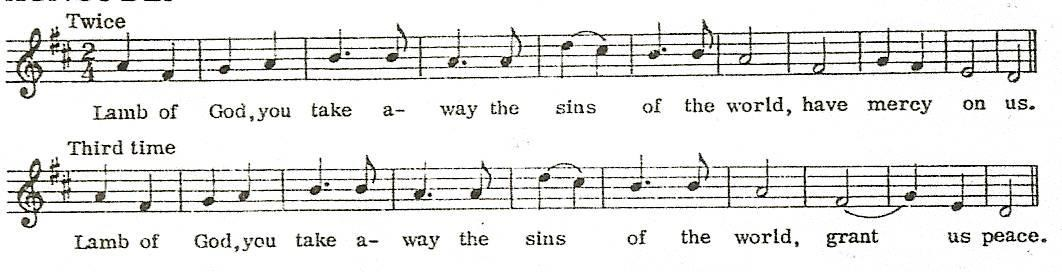 Twice
Lamb of God, you take a- way the sins of the world, have mercy on us.
Third time
Lamb of God, you take a- way the sins of the world, grant us peace.